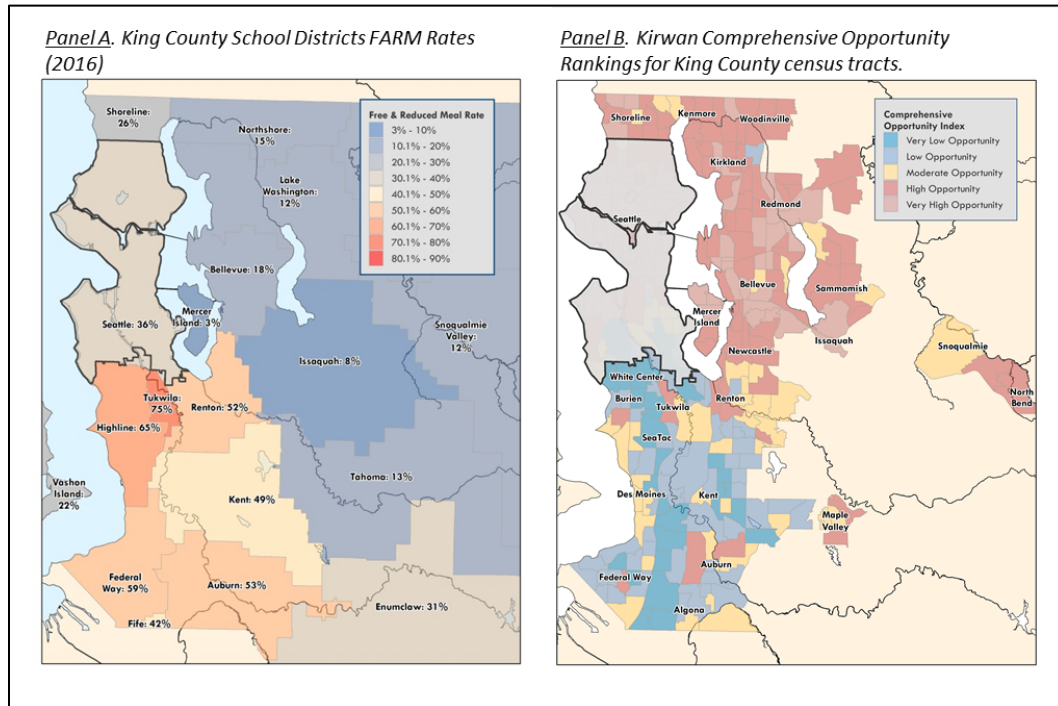 Panel A. King County School Districts FARM Rates
(2016)
Shoreline:
26%
Northshore:
15%
Lake
Washington:
12%
Free & Reduced Meal Rate
3% - 10%
10.1% - 20%
20.1% - 30%
30.1% - 40%
40.1% - 50%
50.1% - 60%
60.1% - 70%
70.1% - 80%
80.1% - 90%
Bellevue: 18%
Mercer
Island: 3%
Seattle: 36%
Snoqualmie
Valley:
12%
Issaquah: 8%
Tukwila:
75%
Renton: 52%
Highline: 65%
Tahoma: 13%
Vashon
Island:
22%
Kent: 49%
Federal
Way: 59%
Auburn: 53%
Enumclaw: 31%
Fife: 42%
Panel B. Kirwan Comprehensive Opportunity
Rankings for King County census tracts.
Shoreline
Kenmore
Woodinville
Comprehensive
Opportunity Index
Very Low Opportunity
Low Opportunity
Moderate Opportunity
High Opportunity
Very High Opportunity
Kirkland
Redmond
Seattle
Bellevue
Sammamish
Mercer
Island
Issaquah
Newcastle
Snoqualmie
White Center
North
Bend
Burien
Renton
Tukwila
SeaTac
Des Moines
Kent
Maple
Valley
Auburn
Federal Way
Algona